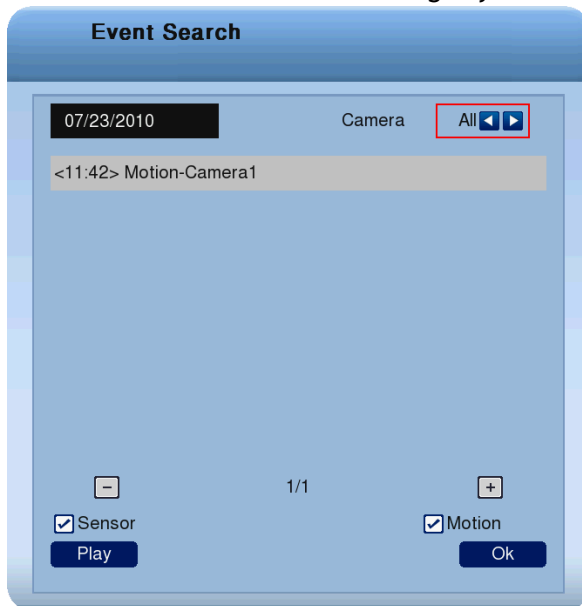 Event Search
07/23/2010 Camera All
<11:42> Motion-Camera1
- 1/1 +
Sensor Motion
Play Ok